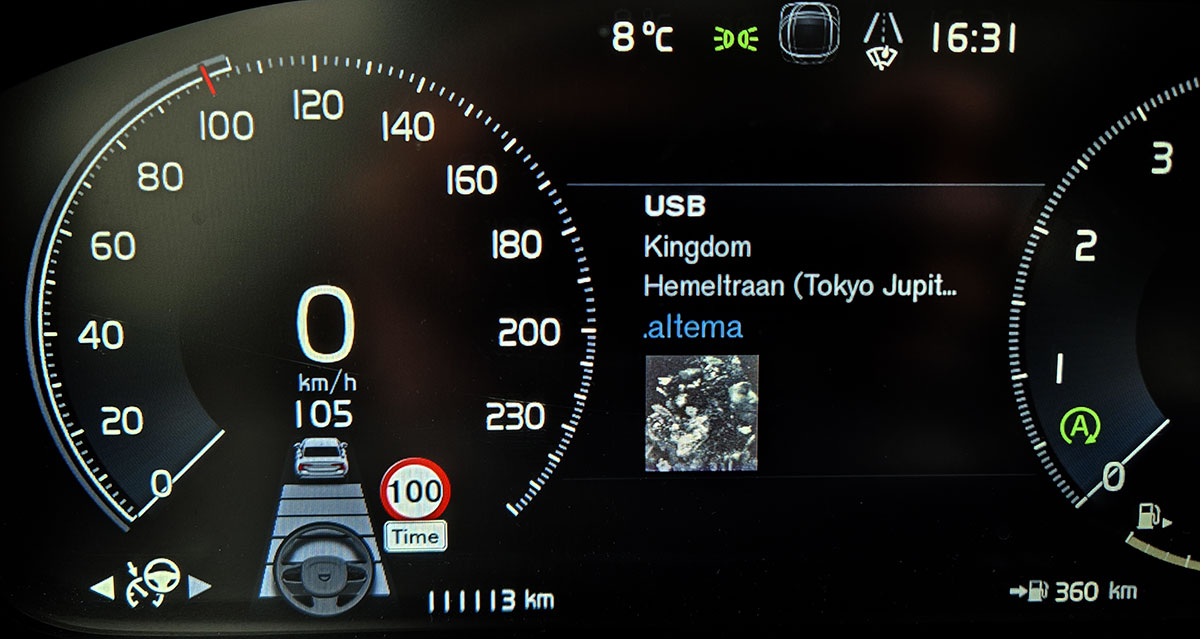 8 °C
16:31
0
20
40
60
80
100
120
140
160
180
200
230
0
km/h
105
100
Time
111113 km
USB
Kingdom
Hemeltraan (Tokyo Jupit...
.altema
3
2
1
A
0
360 km